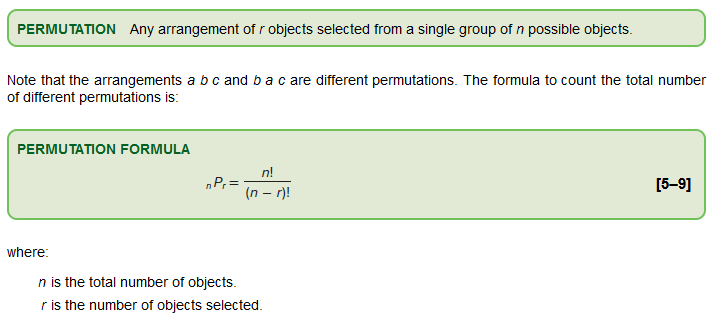 PERMUTATION Any arrangement of r objects selected from a single group of n possible objects.
Note that the arrangements a b c and b a c are different permutations. The formula to count the total number
of different permutations is:
PERMUTATION FORMULA
nPr = n! / (n – r)! [5–9]
where:
n is the total number of objects.
r is the number of objects selected.